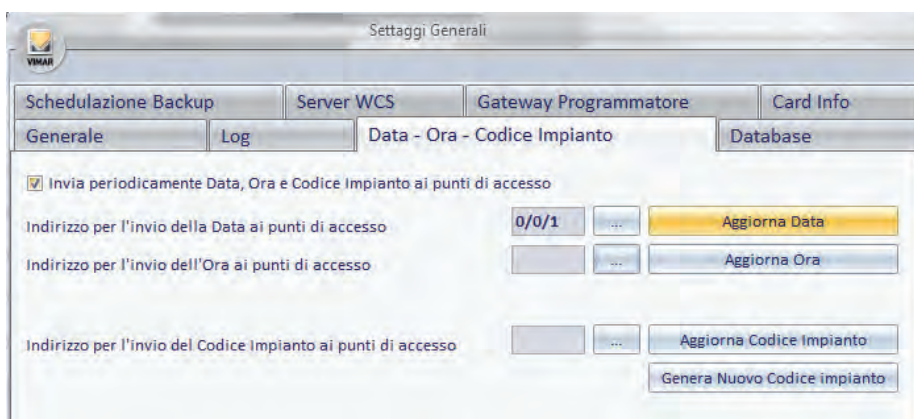 Settaggi Generali
VIMAR
Schedulazione Backup
Server WCS
Gateway Programmatore
Card Info
Generale
Log
Data - Ora - Codice Impianto
Database
Invia periodicamente Data, Ora e Codice Impianto ai punti di accesso
Indirizzo per l'invio della Data ai punti di accesso 0/0/1 ... Aggiorna Data
Indirizzo per l'invio dell'Ora ai punti di accesso ... Aggiorna Ora
Indirizzo per l'invio del Codice Impianto ai punti di accesso ... Aggiorna Codice Impianto
Genera Nuovo Codice impianto